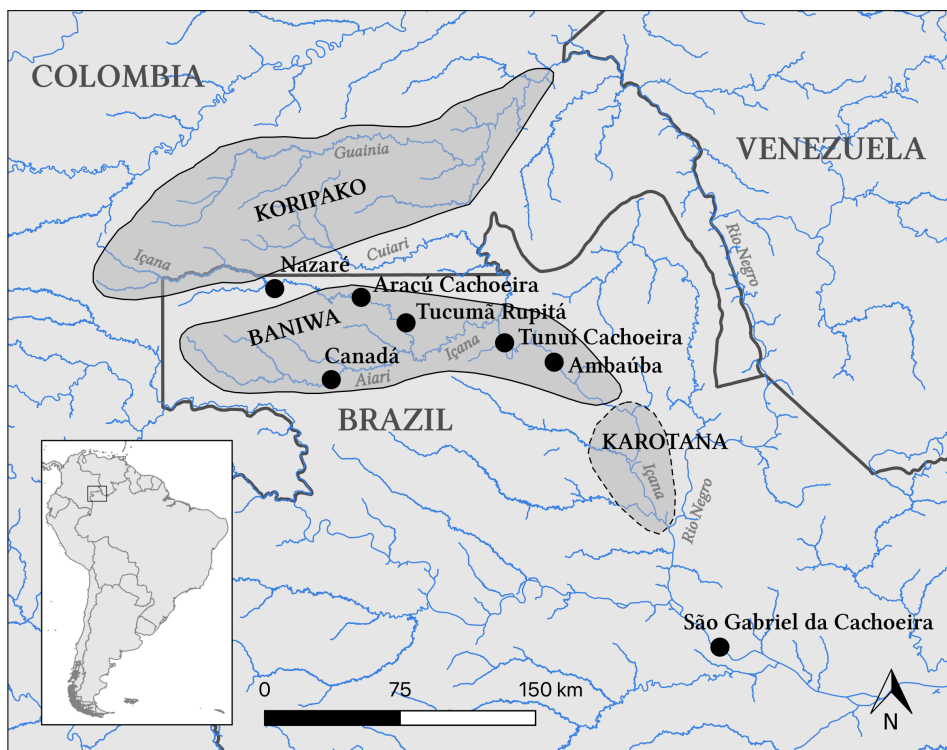 COLOMBIA
VENEZUELA
Guainia
KORIPAKO
Rio Negro
Cuiari
Içana
Nazaré
Aracú Cachoeira
Tucumã Rupitá
BANIWA
Tunuí Cachoeira
Içana
Canadá
Ambaúba
Aiari
BRAZIL
KAROTANA
Içana
Rio Negro
São Gabriel da Cachoeira
0 75 150 km
N